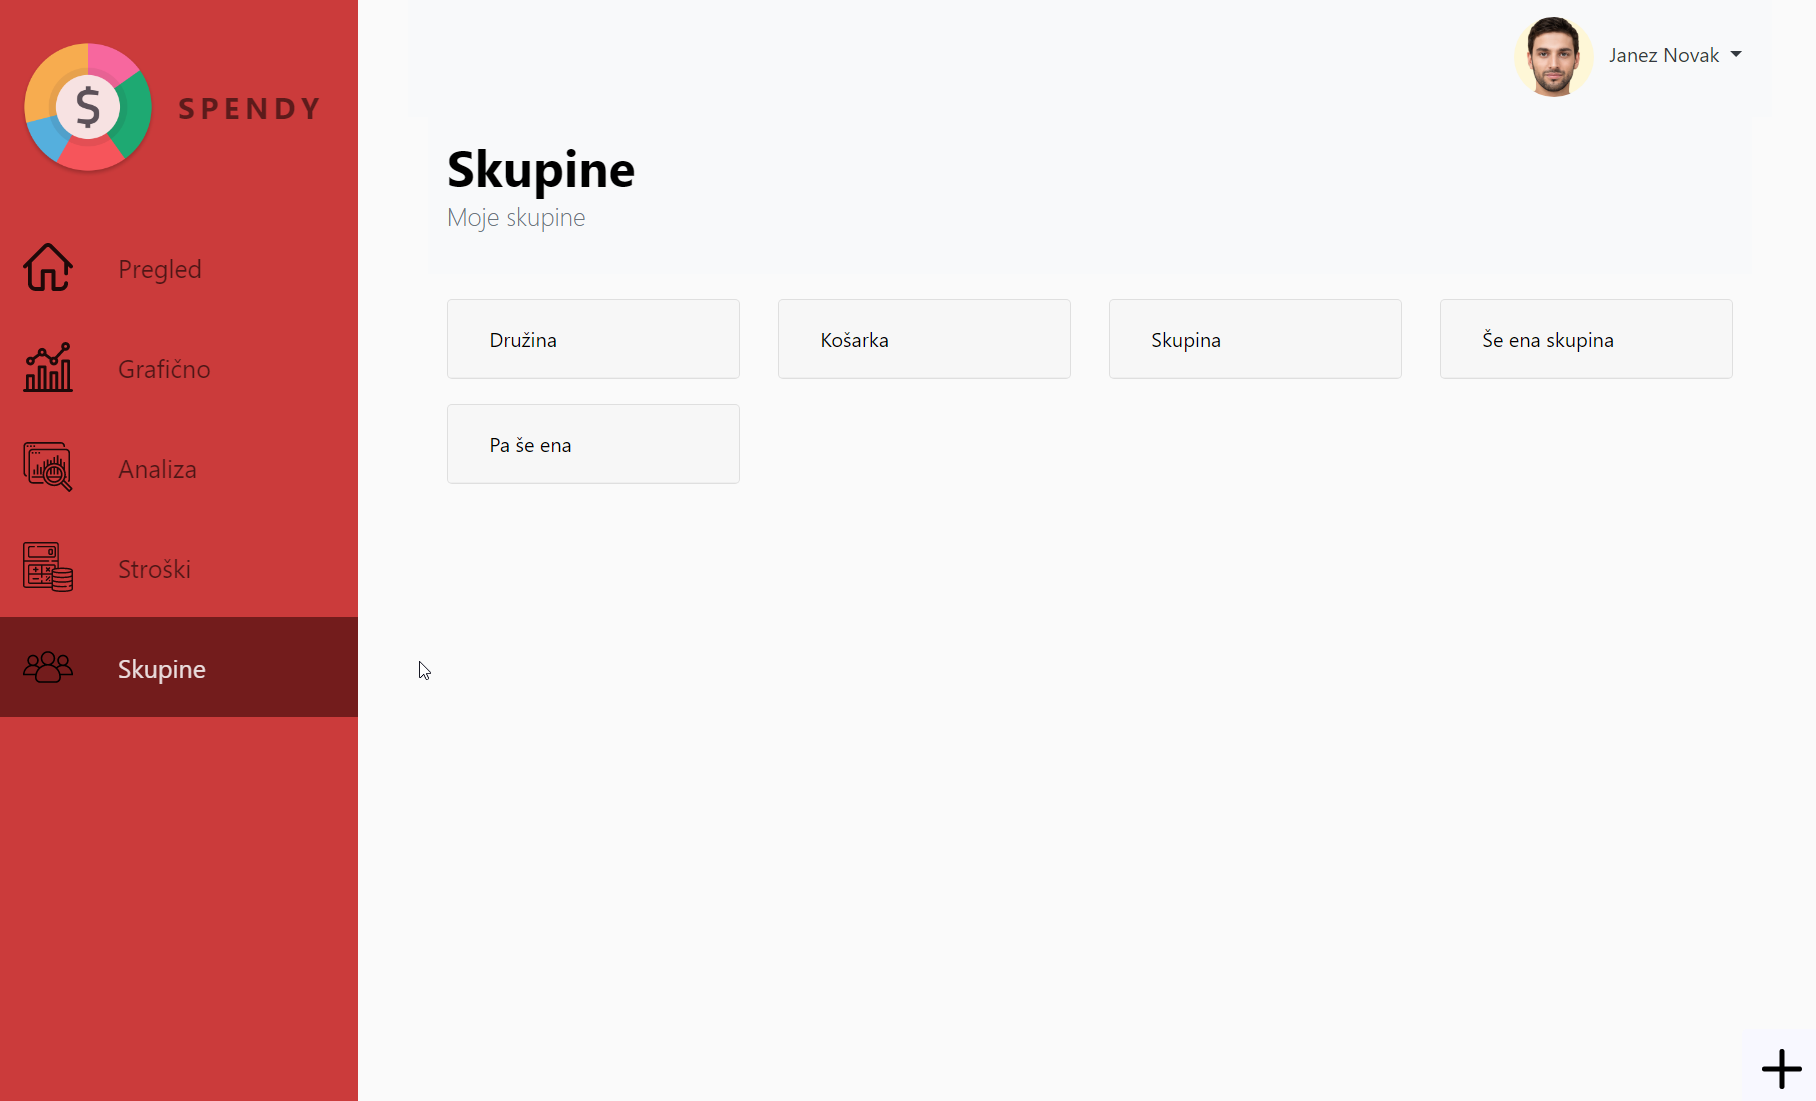 $
SPENDY
Pregled
Grafično
Analiza
Stroški
Skupine
Janez Novak
Skupine
Moje skupine
Družina
Košarka
Skupina
Še ena skupina
Pa še ena